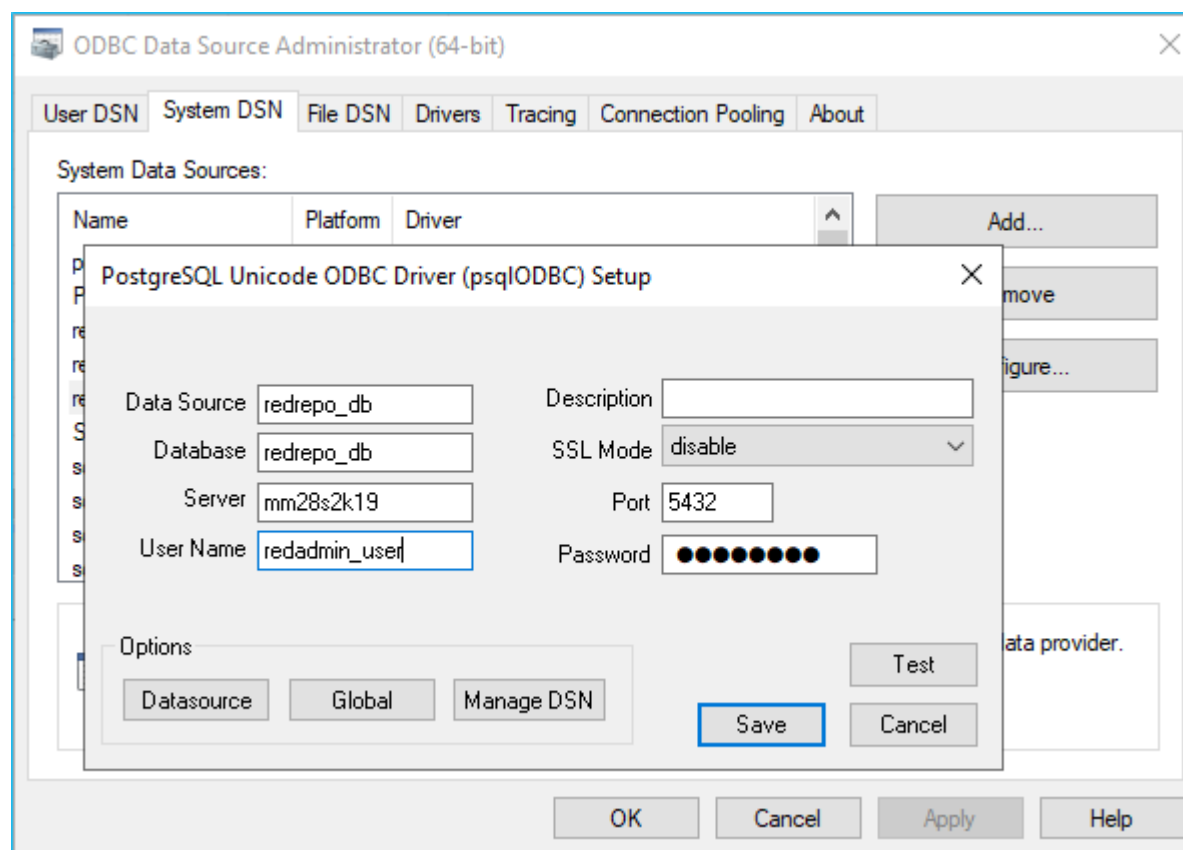 ODBC Data Source Administrator (64-bit)
User DSN System DSN File DSN Drivers Tracing Connection Pooling About
System Data Sources:
Name Platform Driver
Add...
PostgreSQL Unicode ODBC Driver (psqlODBC) Setup
move
igure...
Data Source redrepo_db
Description
Database redrepo_db
SSL Mode disable
Server mm28s2k19
Port 5432
User Name redadmin_user
Password ●●●●●●●●
Options
Datasource Global Manage DSN
Test
Save Cancel
ata provider.
OK Cancel Apply Help